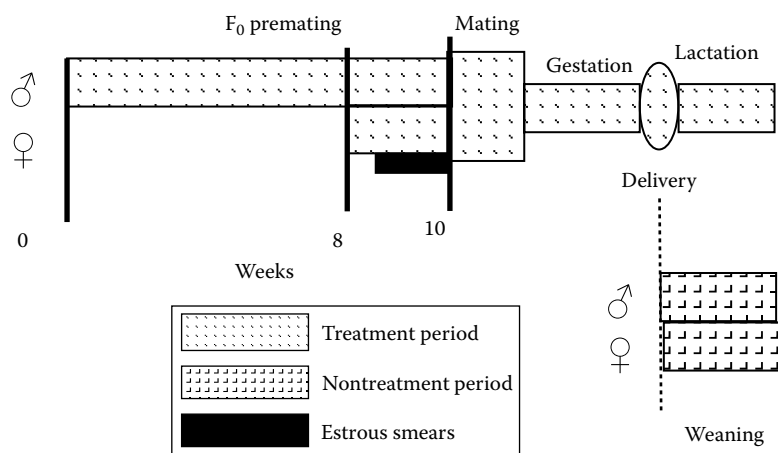 F₀ premating
Mating
Gestation
Lactation
♂
♀
Delivery
0
8
10
Weeks
♂
♀
Treatment period
Nontreatment period
Estrous smears
Weaning